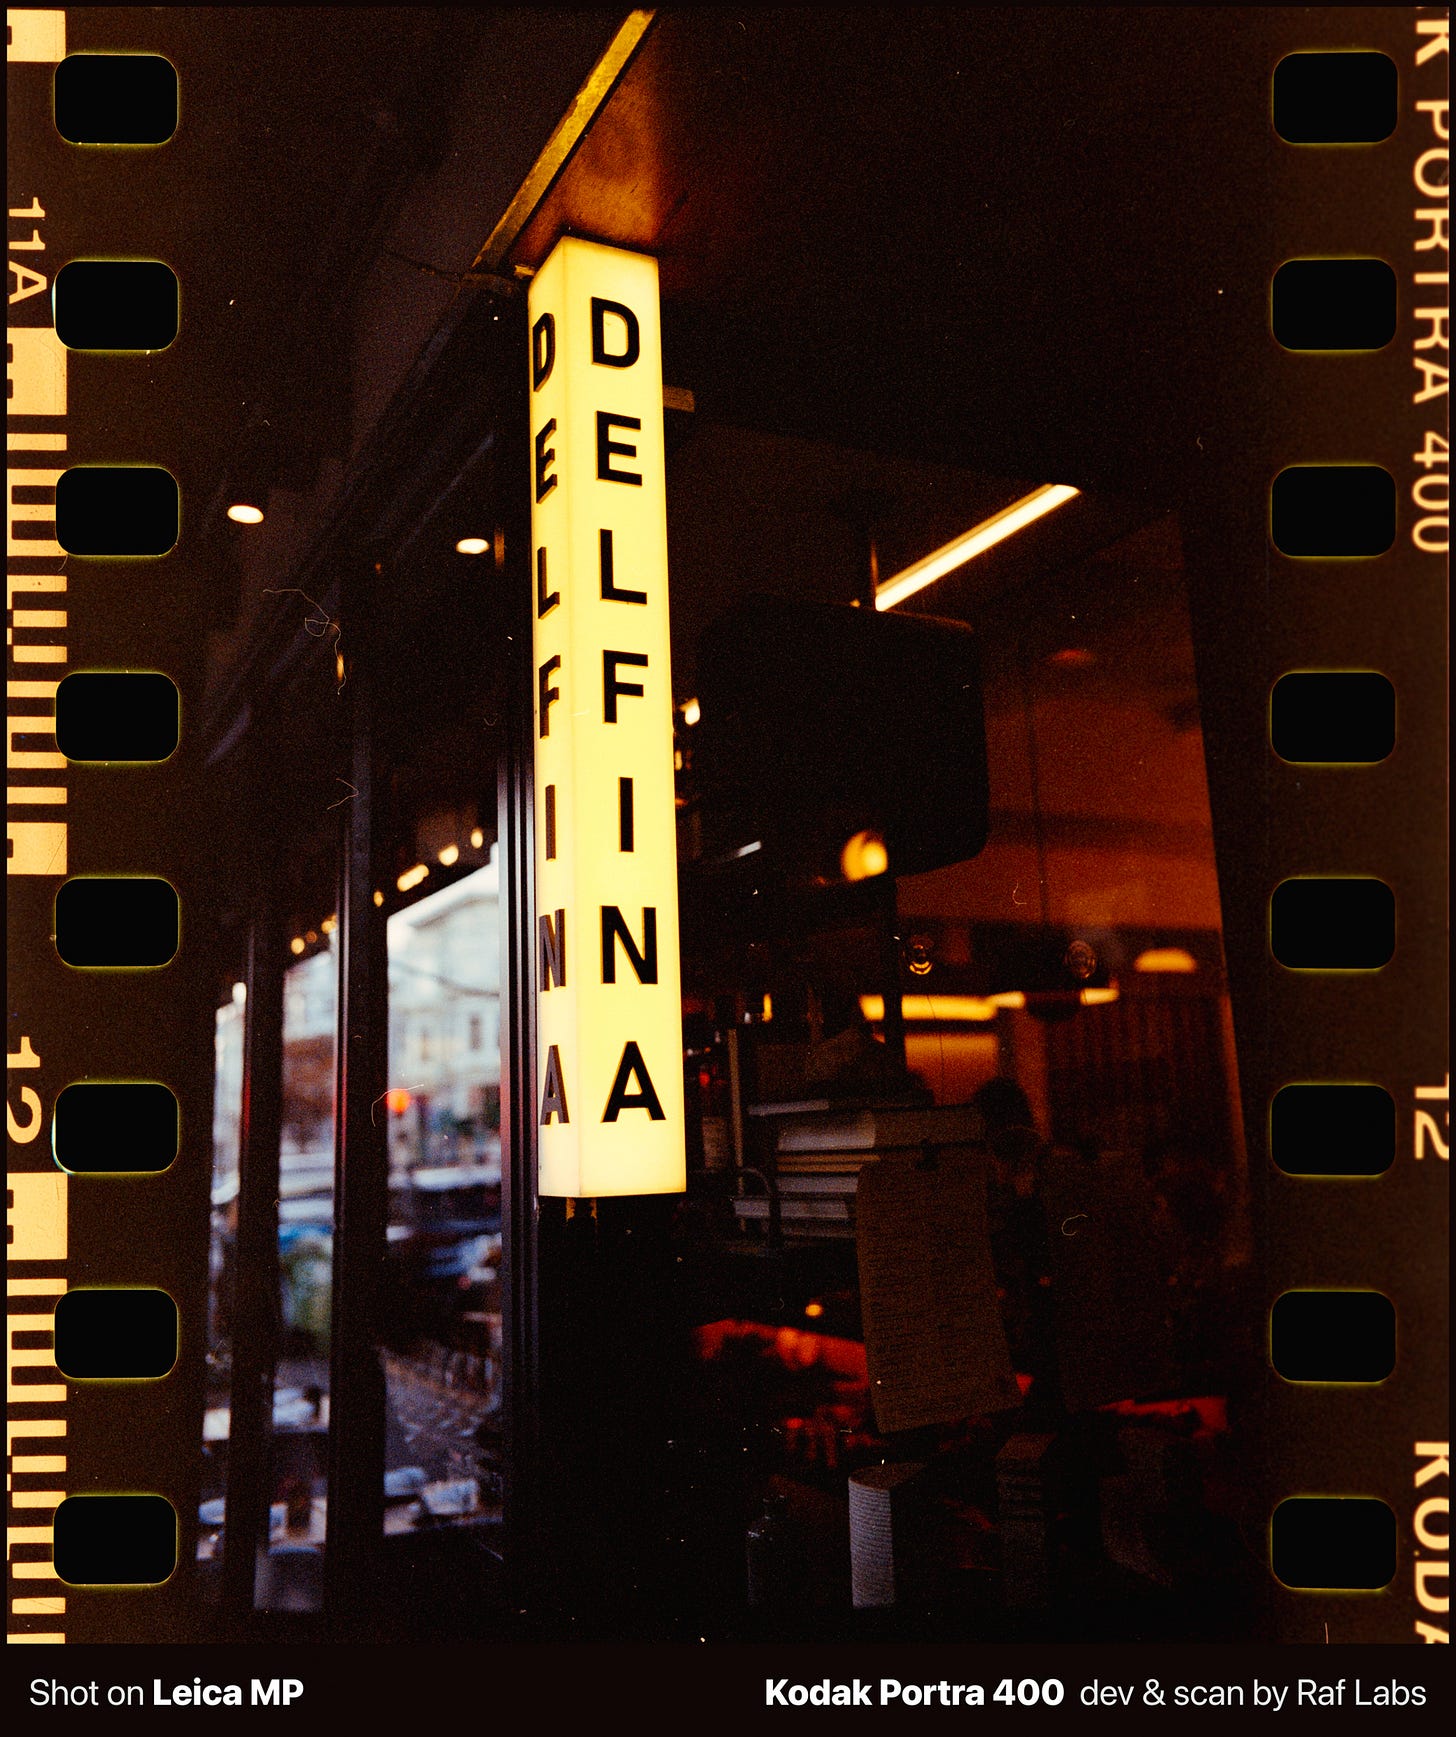 11A
K PORTRA 400
DELFINA
DELFINA
12
12
KODA
Shot on Leica MP
Kodak Portra 400 dev & scan by Raf Labs